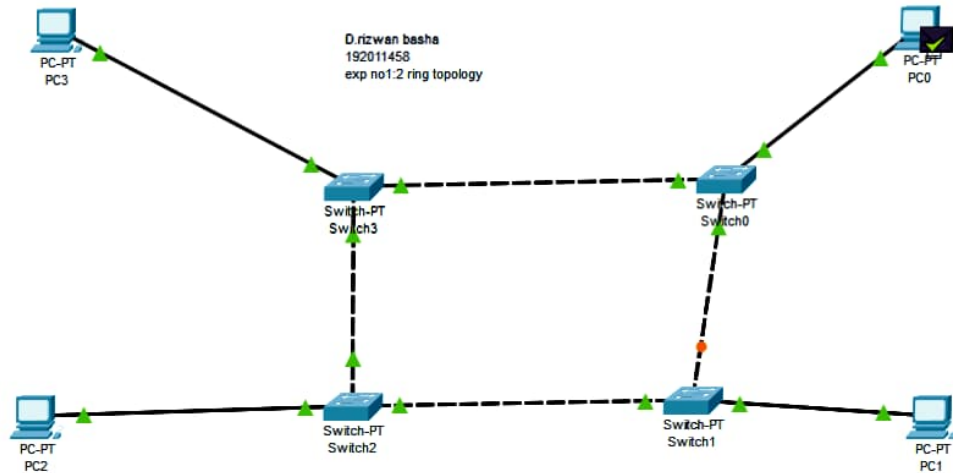 D.rizwan basha
192011458
exp no1:2 ring topology
PC-PT
PC3
PC-PT
PC0
Switch-PT
Switch3
Switch-PT
Switch0
PC-PT
PC2
Switch-PT
Switch2
Switch-PT
Switch1
PC-PT
PC1